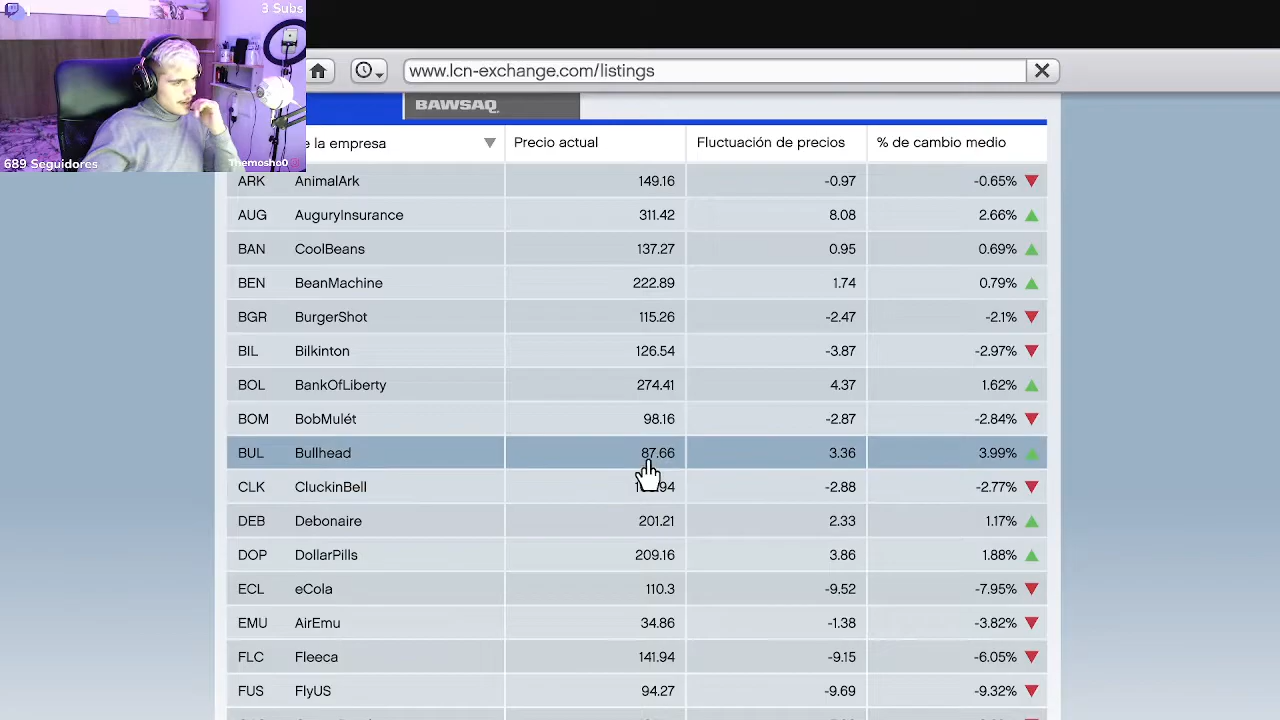 3 Subs
www.lcn-exchange.com/listings
689 Seguidores
Themosho0
BAWSAQ
e la empresa Precio actual Fluctuación de precios % de cambio medio
ARK AnimalArk 149.16 -0.97 -0.65%
AUG AuguryInsurance 311.42 8.08 2.66%
BAN CoolBeans 137.27 0.95 0.69%
BEN BeanMachine 222.89 1.74 0.79%
BGR BurgerShot 115.26 -2.47 -2.1%
BIL Bilkinton 126.54 -3.87 -2.97%
BOL BankOfLiberty 274.41 4.37 1.62%
BOM BobMulét 98.16 -2.87 -2.84%
BUL Bullhead 87.66 3.36 3.99%
CLK CluckinBell -2.88 -2.77%
DEB Debonaire 201.21 2.33 1.17%
DOP DollarPills 209.16 3.86 1.88%
ECL eCola 110.3 -9.52 -7.95%
EMU AirEmu 34.86 -1.38 -3.82%
FLC Fleeca 141.94 -9.15 -6.05%
FUS FlyUS 94.27 -9.69 -9.32%